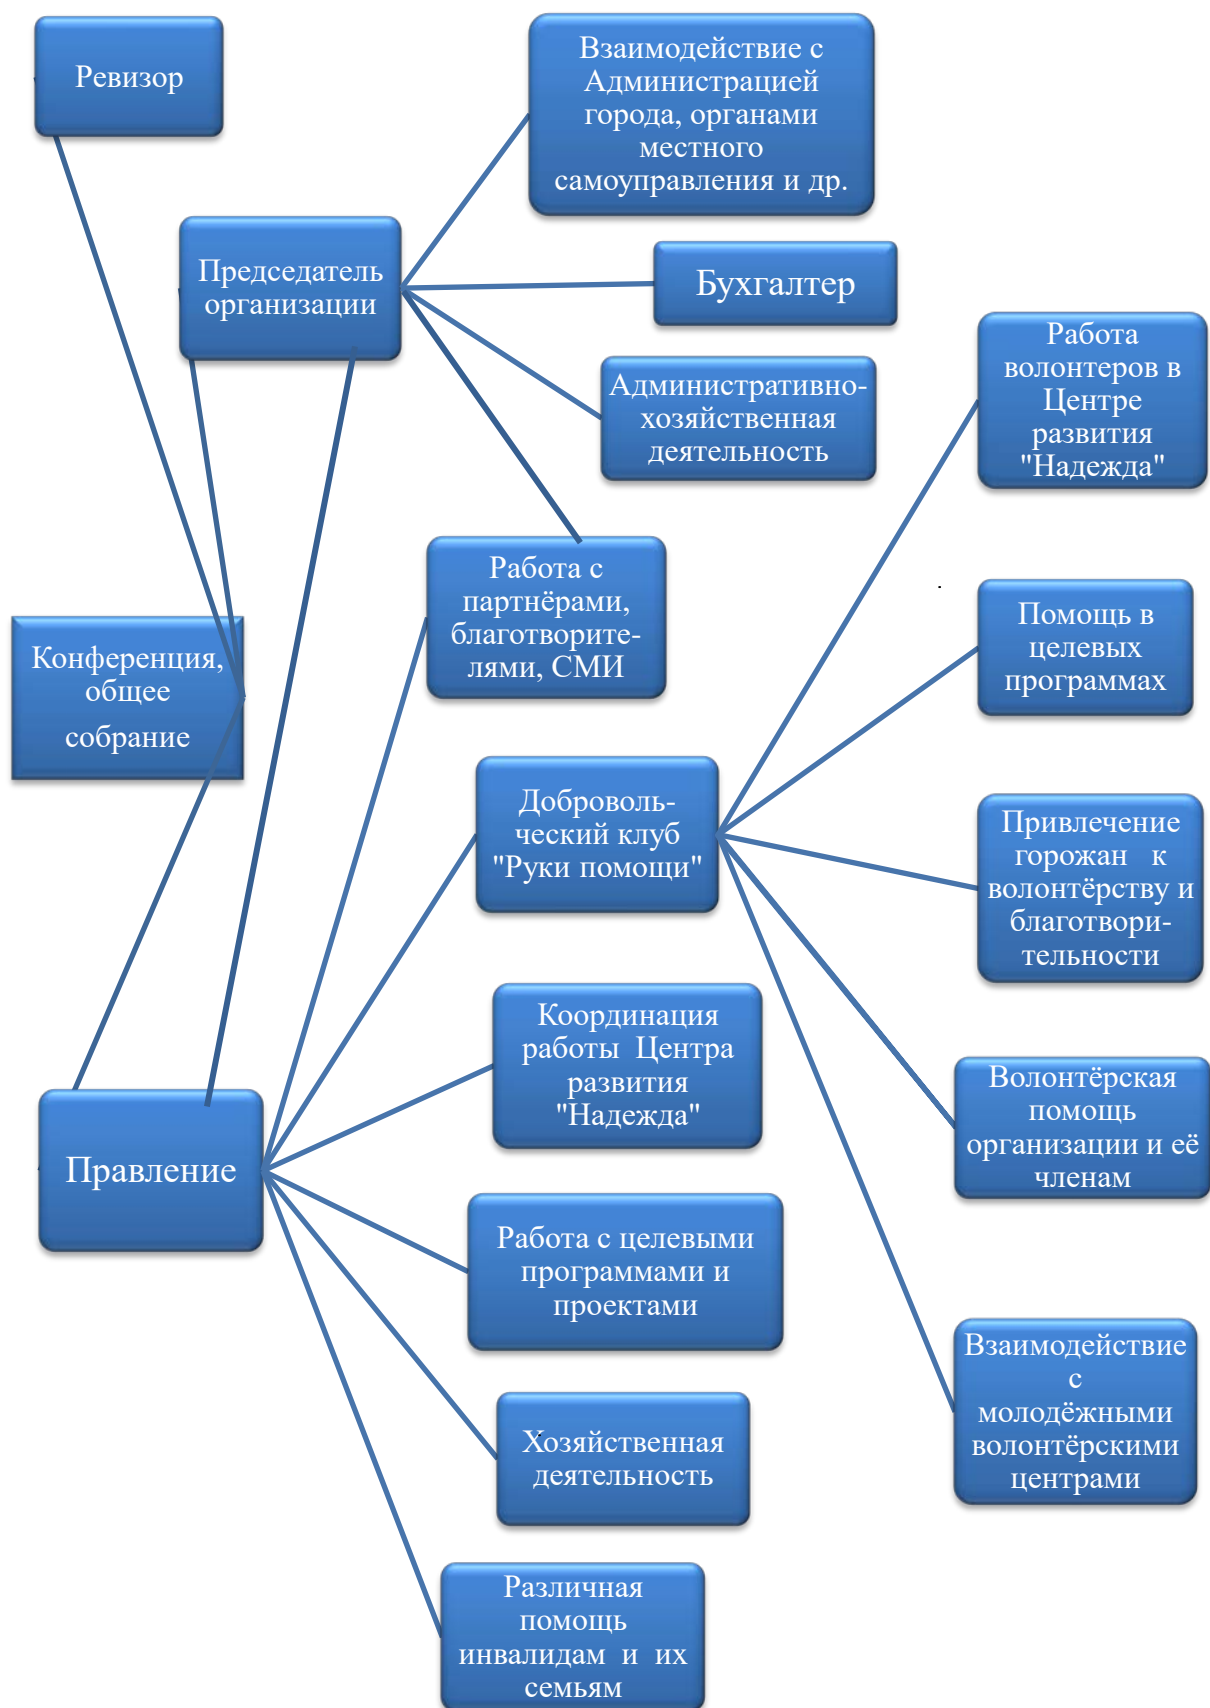 Ревизор
Взаимодействие с
Администрацией
города, органами
местного
самоуправления и др.
Председатель
организации
Бухгалтер
Административно-
хозяйственная
деятельность
Работа
волонтеров в
Центре
развития
"Надежда"
Работа с
партнёрами,
благотворите-
лями, СМИ
Помощь в
целевых
программах
Конференция,
общее
собрание
Доброволь-
ческий клуб
"Руки помощи"
Привлечение
горожан к
волонтёрству и
благотвори-
тельности
Координация
работы Центра
развития
"Надежда"
Волонтёрская
помощь
организации и её
членам
Правление
Работа с целевыми
программами и
проектами
Взаимодействие
с
молодёжными
волонтёрскими
центрами
Хозяйственная
деятельность
Различная
помощь
инвалидам и их
семьям